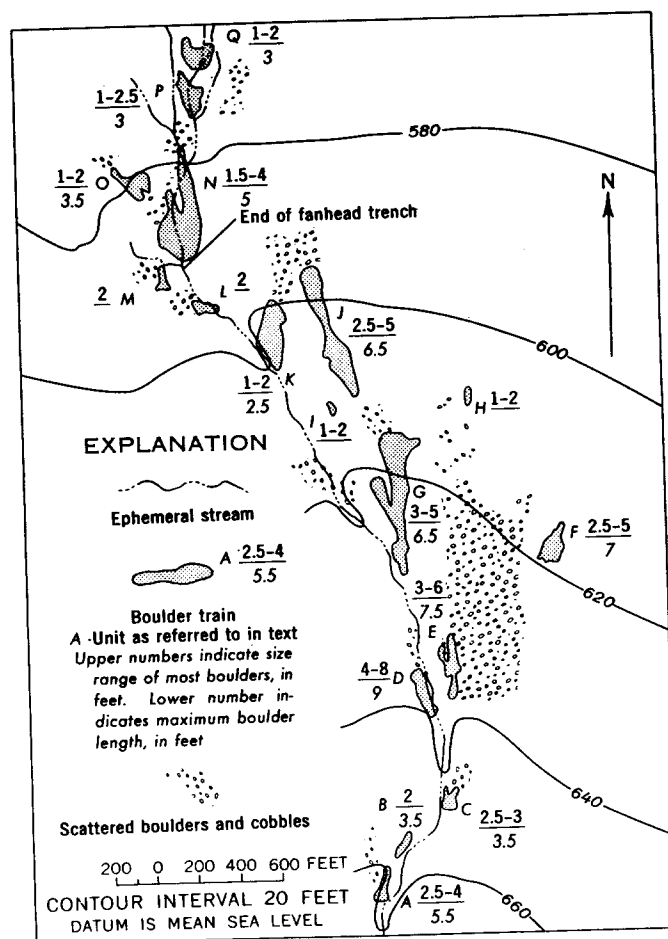 Q 1-2
3
1-2.5 P
3
580
1-2 O
3.5
N 1.5-4
5
N
End of fanhead trench
2 M
L 2
J
2.5-5
6.5
600
1-2 K
2.5
I
1-2
H 1-2
EXPLANATION
Ephemeral stream
G
3-5
6.5
F 2.5-5
7
A 2.5-4
5.5
3-6
7.5
620
E
Boulder train
A -Unit as referred to in text
Upper numbers indicate size
range of most boulders, in
feet. Lower number in-
dicates maximum boulder
length, in feet
4-8 D
9
Scattered boulders and cobbles
B 2
3.5
C 2.5-3
3.5
640
200 0 200 400 600 FEET
CONTOUR INTERVAL 20 FEET
DATUM IS MEAN SEA LEVEL
A 2.5-4
5.5
660